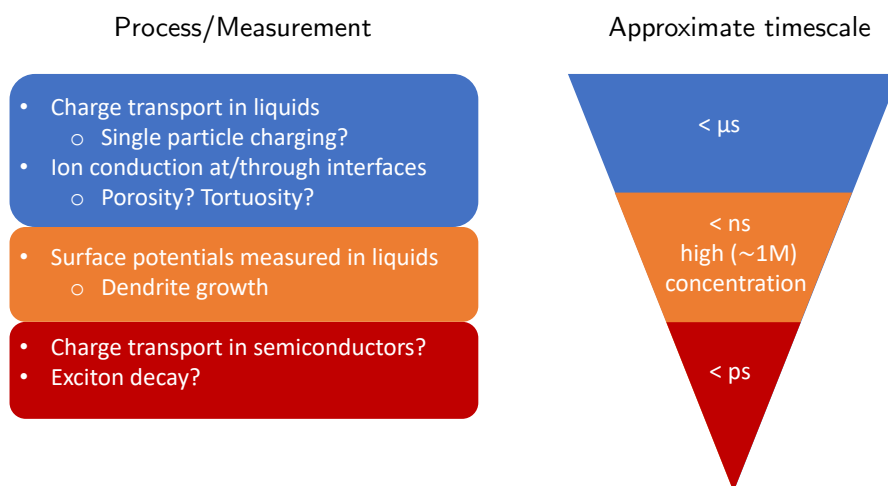 Process/Measurement
Approximate timescale
• Charge transport in liquids
o Single particle charging?
• Ion conduction at/through interfaces
o Porosity? Tortuosity?
< μs
• Surface potentials measured in liquids
o Dendrite growth
< ns
high (~1M)
concentration
• Charge transport in semiconductors?
• Exciton decay?
< ps